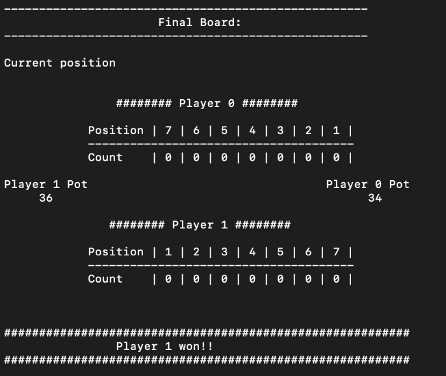 ----------------------------------------------------
Final Board:
----------------------------------------------------
Current position
######## Player 0 ########
Position | 7 | 6 | 5 | 4 | 3 | 2 | 1 |
--------------------------------------
Count | 0 | 0 | 0 | 0 | 0 | 0 | 0 |
Player 1 Pot Player 0 Pot
36 34
######## Player 1 ########
Position | 1 | 2 | 3 | 4 | 5 | 6 | 7 |
--------------------------------------
Count | 0 | 0 | 0 | 0 | 0 | 0 | 0 |
##########################################################
Player 1 won!!
##########################################################